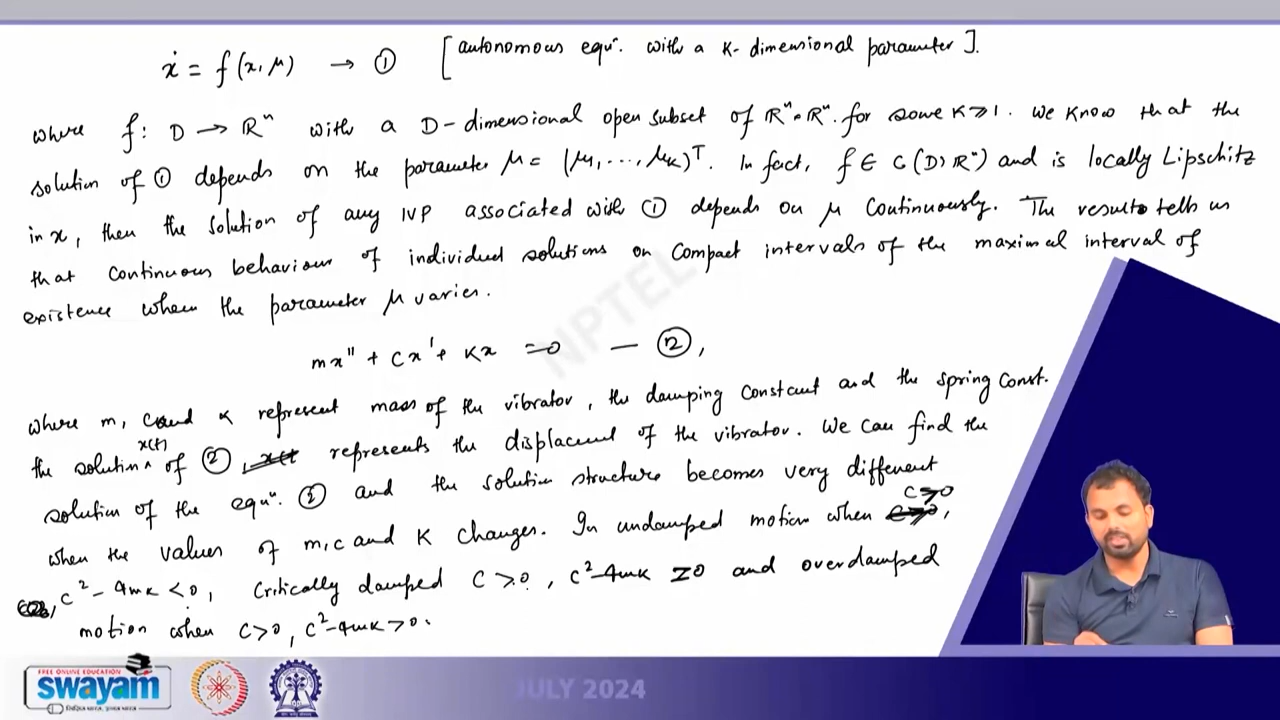 ẋ = f(x, μ) → ① [autonomous equⁿ. with a K-dimensional parameter].
where f: D → ℝⁿ with a D-dimensional open subset of ℝⁿ × ℝⁿ for some K ≥ 1. We know that the
solution of ① depends on the parameter μ = (μ₁, ..., μₖ)ᵀ. In fact, f ∈ C(D, ℝⁿ) and is locally Lipschitz
in x, then the solution of any IVP associated with ① depends on μ continuously. The results tells us
that continuous behaviour of individual solutions on compact intervals of the maximal interval of
existence when the parameter μ varies.
mx'' + cx' + kx = 0 — ②,
where m, c and k represent mass of the vibrator, the damping constant and the spring const.
the solution x(t) of ② represents the displacement of the vibrator. We can find the
solution of the equⁿ. ② and the solution structure becomes very different
when the values of m, c and K changes. In undamped motion when c>0,
c² - 4mk < 0, Critically damped C > 0, c² - 4mk = 0 and overdamped
motion when c>0, c² - 4mk > 0.
NPTEL
FREE ONLINE EDUCATION
swayam
JULY 2024